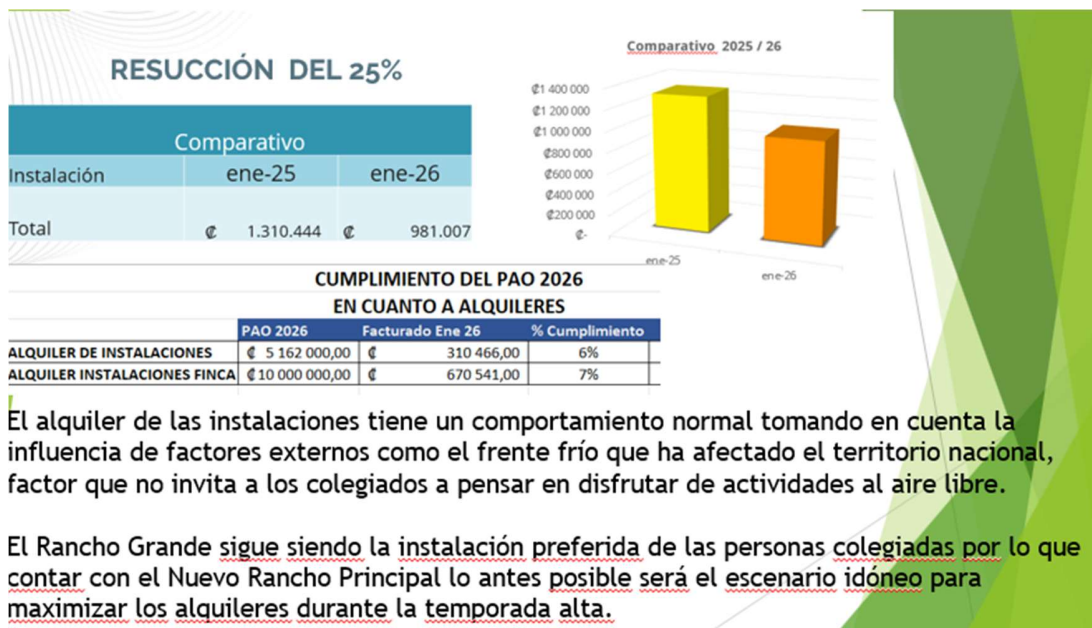 RESUCCIÓN DEL 25%
Comparativo
Instalación ene-25 ene-26
Total ₡ 1.310.444 ₡ 981.007
Comparativo 2025 / 26
₡1 400 000
₡1 200 000
₡1 000 000
₡800 000
₡600 000
₡400 000
₡200 000
₡-
ene-25
ene-26
CUMPLIMIENTO DEL PAO 2026
EN CUANTO A ALQUILERES
PAO 2026 Facturado Ene 26 % Cumplimiento
ALQUILER DE INSTALACIONES ₡ 5 162 000,00 ₡ 310 466,00 6%
ALQUILER INSTALACIONES FINCA ₡10 000 000,00 ₡ 670 541,00 7%
El alquiler de las instalaciones tiene un comportamiento normal tomando en cuenta la
influencia de factores externos como el frente frío que ha afectado el territorio nacional,
factor que no invita a los colegiados a pensar en disfrutar de actividades al aire libre.
El Rancho Grande sigue siendo la instalación preferida de las personas colegiadas por lo que
contar con el Nuevo Rancho Principal lo antes posible será el escenario idóneo para
maximizar los alquileres durante la temporada alta.